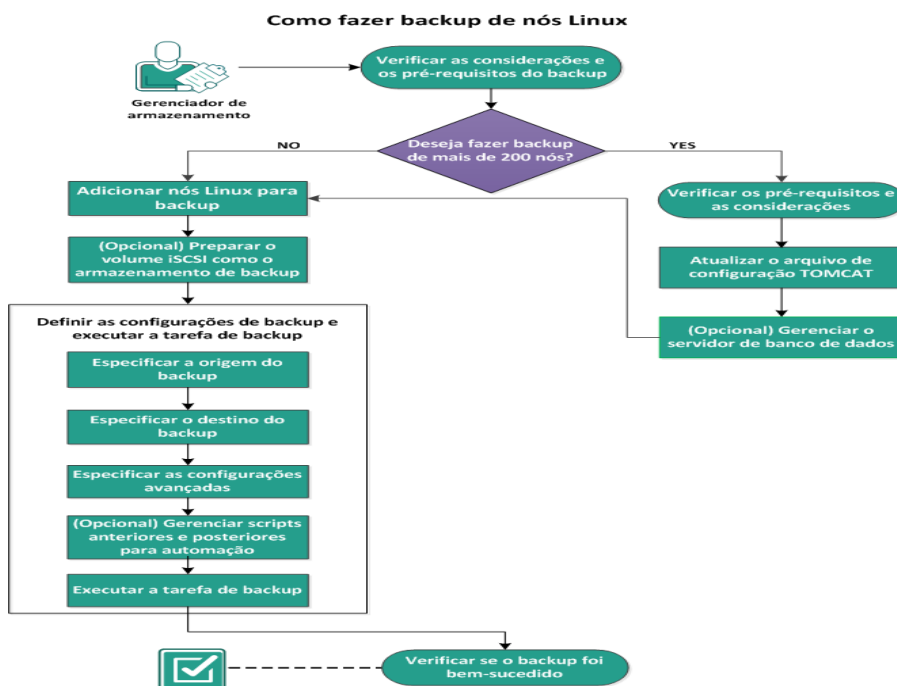 Como fazer backup de nós Linux
Gerenciador de
armazenamento
Verificar as considerações e
os pré-requisitos do backup
Deseja fazer backup
de mais de 200 nós?
NO
YES
Adicionar nós Linux para
backup
(Opcional) Preparar o
volume iSCSI como o
armazenamento de backup
Verificar os pré-requisitos e
as considerações
Atualizar o arquivo de
configuração TOMCAT
(Opcional) Gerenciar o
servidor de banco de dados
Definir as configurações de backup e
executar a tarefa de backup
Especificar a origem do
backup
Especificar o destino do
backup
Especificar as configurações
avançadas
(Opcional) Gerenciar scripts
anteriores e posteriores
para automação
Executar a tarefa de backup
Verificar se o backup foi
bem-sucedido